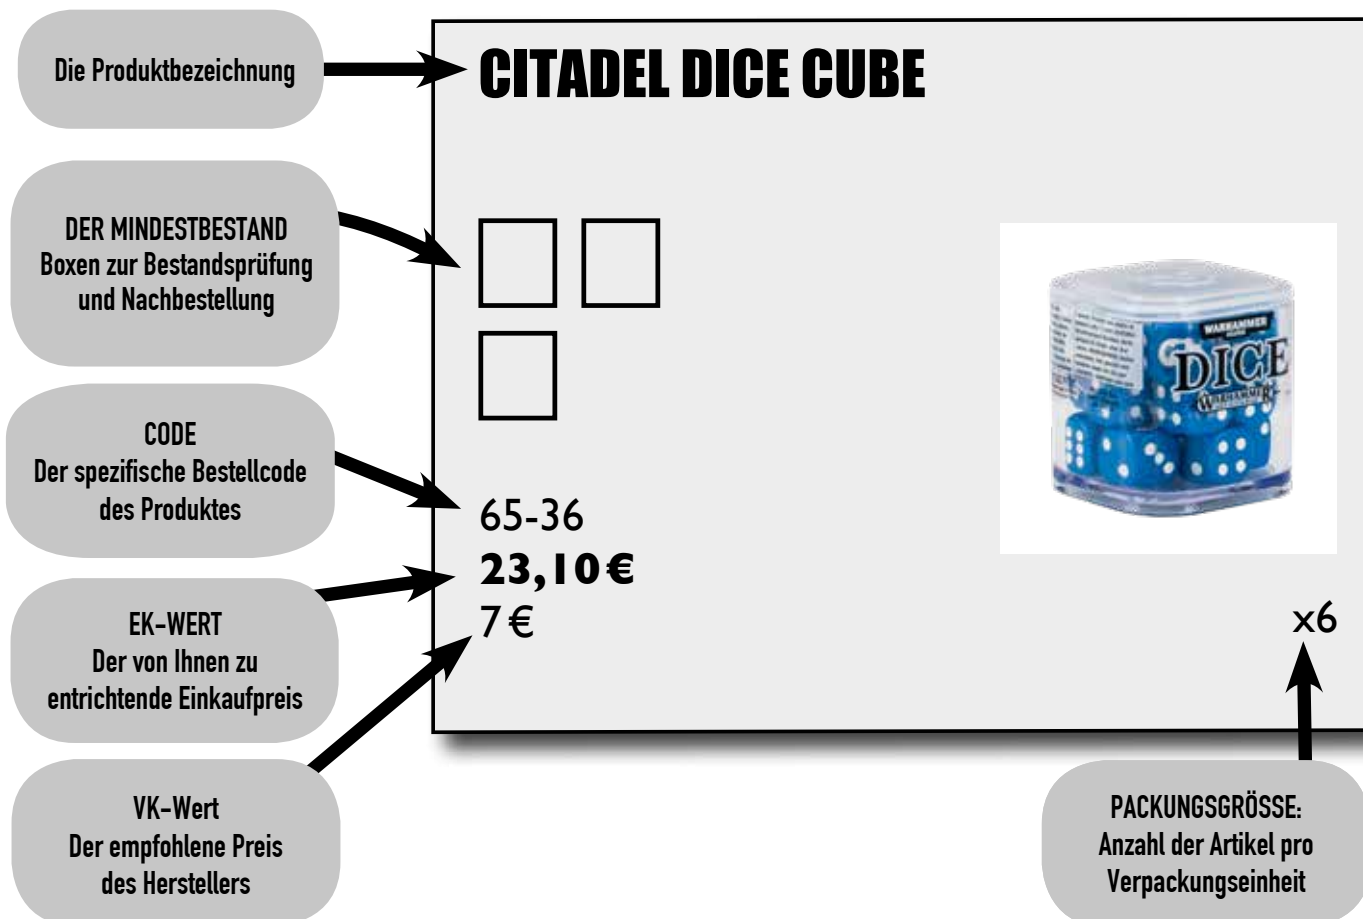 Die Produktbezeichnung
CITADEL DICE CUBE
DER MINDESTBESTAND
Boxen zur Bestandsprüfung
und Nachbestellung
WARHAMMER
DICE
WARHAMMER
CODE
Der spezifische Bestellcode
des Produktes
65-36
23,10€
EK-WERT
Der von Ihnen zu
entrichtende Einkaufpreis
7€
x6
VK-Wert
Der empfohlene Preis
des Herstellers
PACKUNGSGRÖSSE:
Anzahl der Artikel pro
Verpackungseinheit